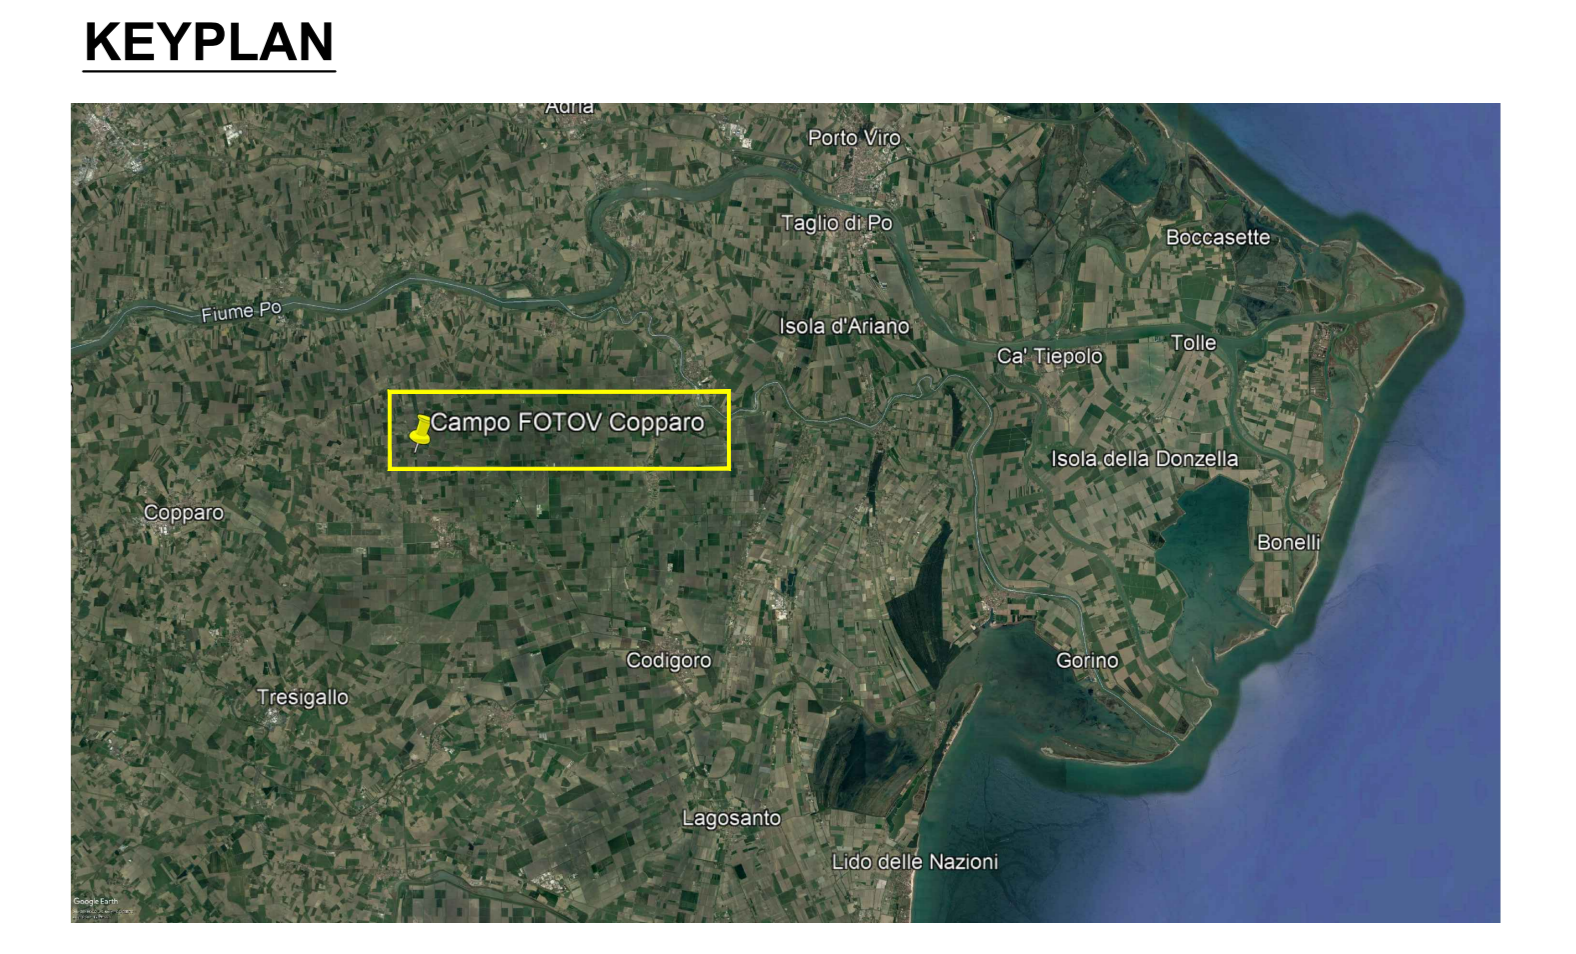 KEYPLAN
Adria
Porto Viro
Taglio di Po
Boccasette
Fiume Po
Isola d'Ariano
Tolle
Ca' Tiepolo
Campo FOTOV Copparo
Isola della Donzella
Copparo
Bonelli
Codigoro
Gorino
Tresigallo
Lagosanto
Lido delle Nazioni
Google Earth